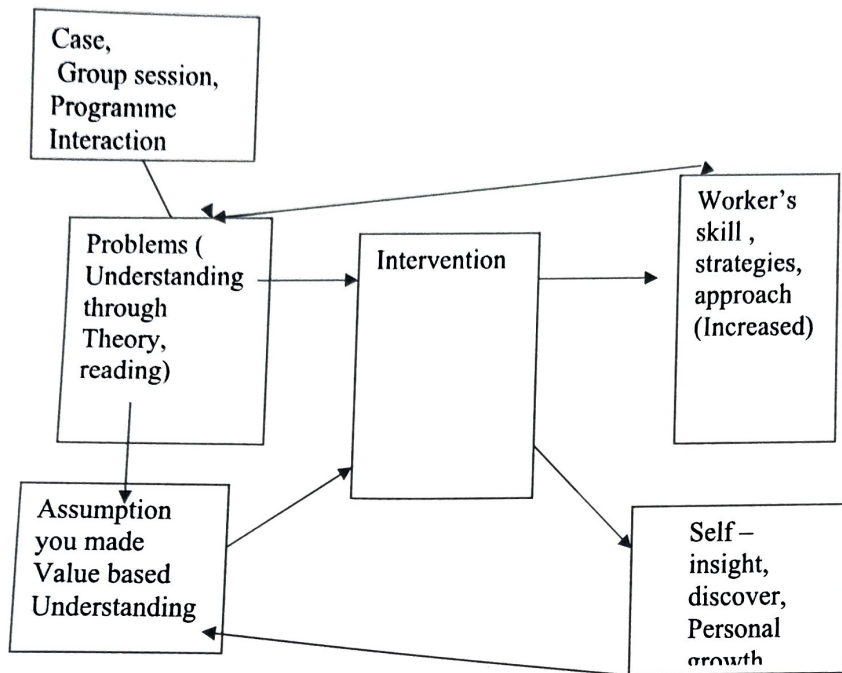 Case,
Group session,
Programme
Interaction
Problems (
Understanding
through
Theory,
reading)
Intervention
Worker's
skill ,
strategies,
approach
(Increased)
Assumption
you made
Value based
Understanding
Self –
insight,
discover,
Personal
growth